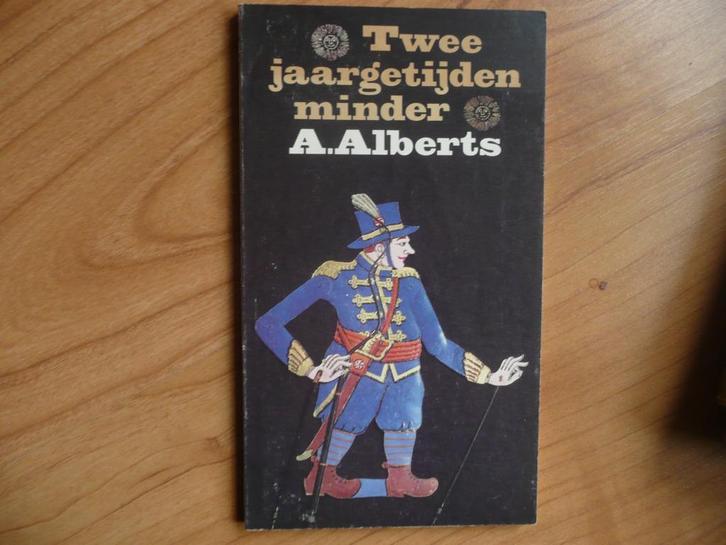 Twee
jaargetijden
minder
A. Alberts